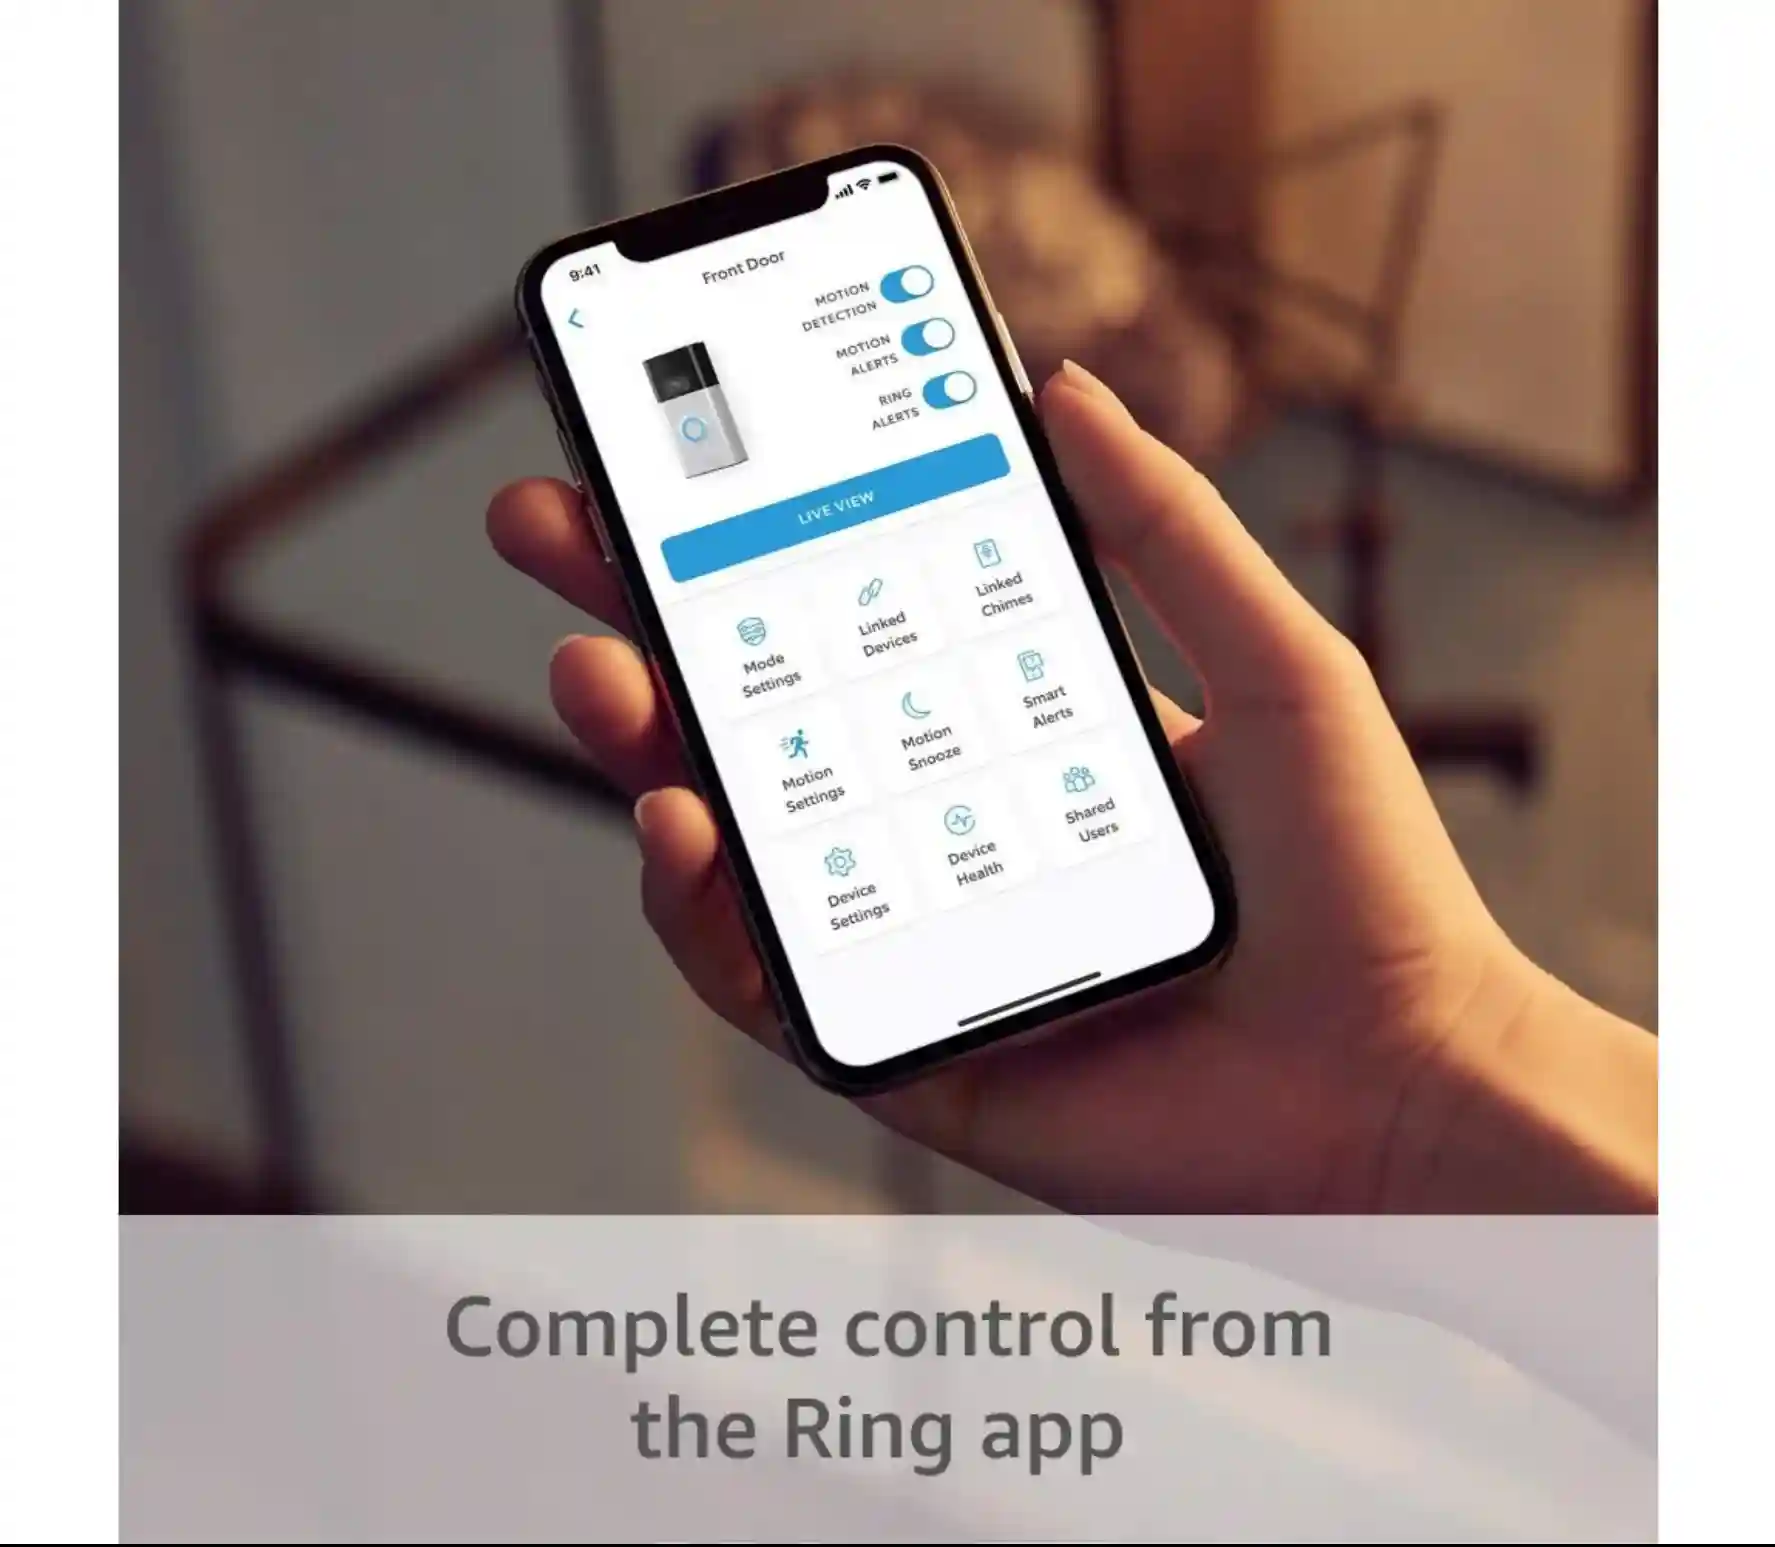 9:41
Front Door
MOTION
DETECTION
MOTION
ALERTS
RING
ALERTS
LIVE VIEW
Mode
Settings
Linked
Devices
Linked
Chimes
Motion
Settings
Motion
Snooze
Smart
Alerts
Device
Settings
Device
Health
Shared
Users
Complete control from
the Ring app